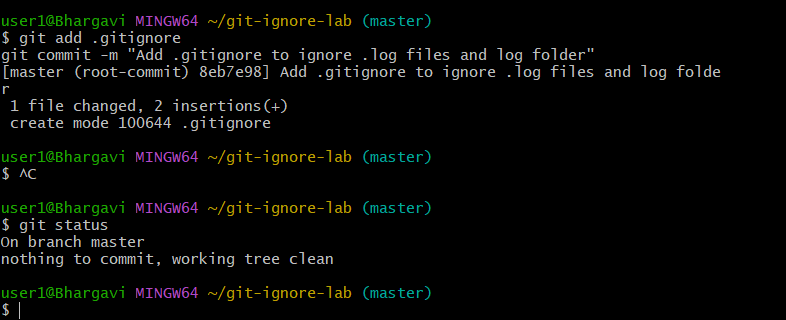 user1@Bhargavi MINGW64 ~/git-ignore-lab (master)
$ git add .gitignore
git commit -m "Add .gitignore to ignore .log files and log folder"
[master (root-commit) 8eb7e98] Add .gitignore to ignore .log files and log folde
r
 1 file changed, 2 insertions(+)
 create mode 100644 .gitignore
user1@Bhargavi MINGW64 ~/git-ignore-lab (master)
$ ^C
user1@Bhargavi MINGW64 ~/git-ignore-lab (master)
$ git status
On branch master
nothing to commit, working tree clean
user1@Bhargavi MINGW64 ~/git-ignore-lab (master)
$